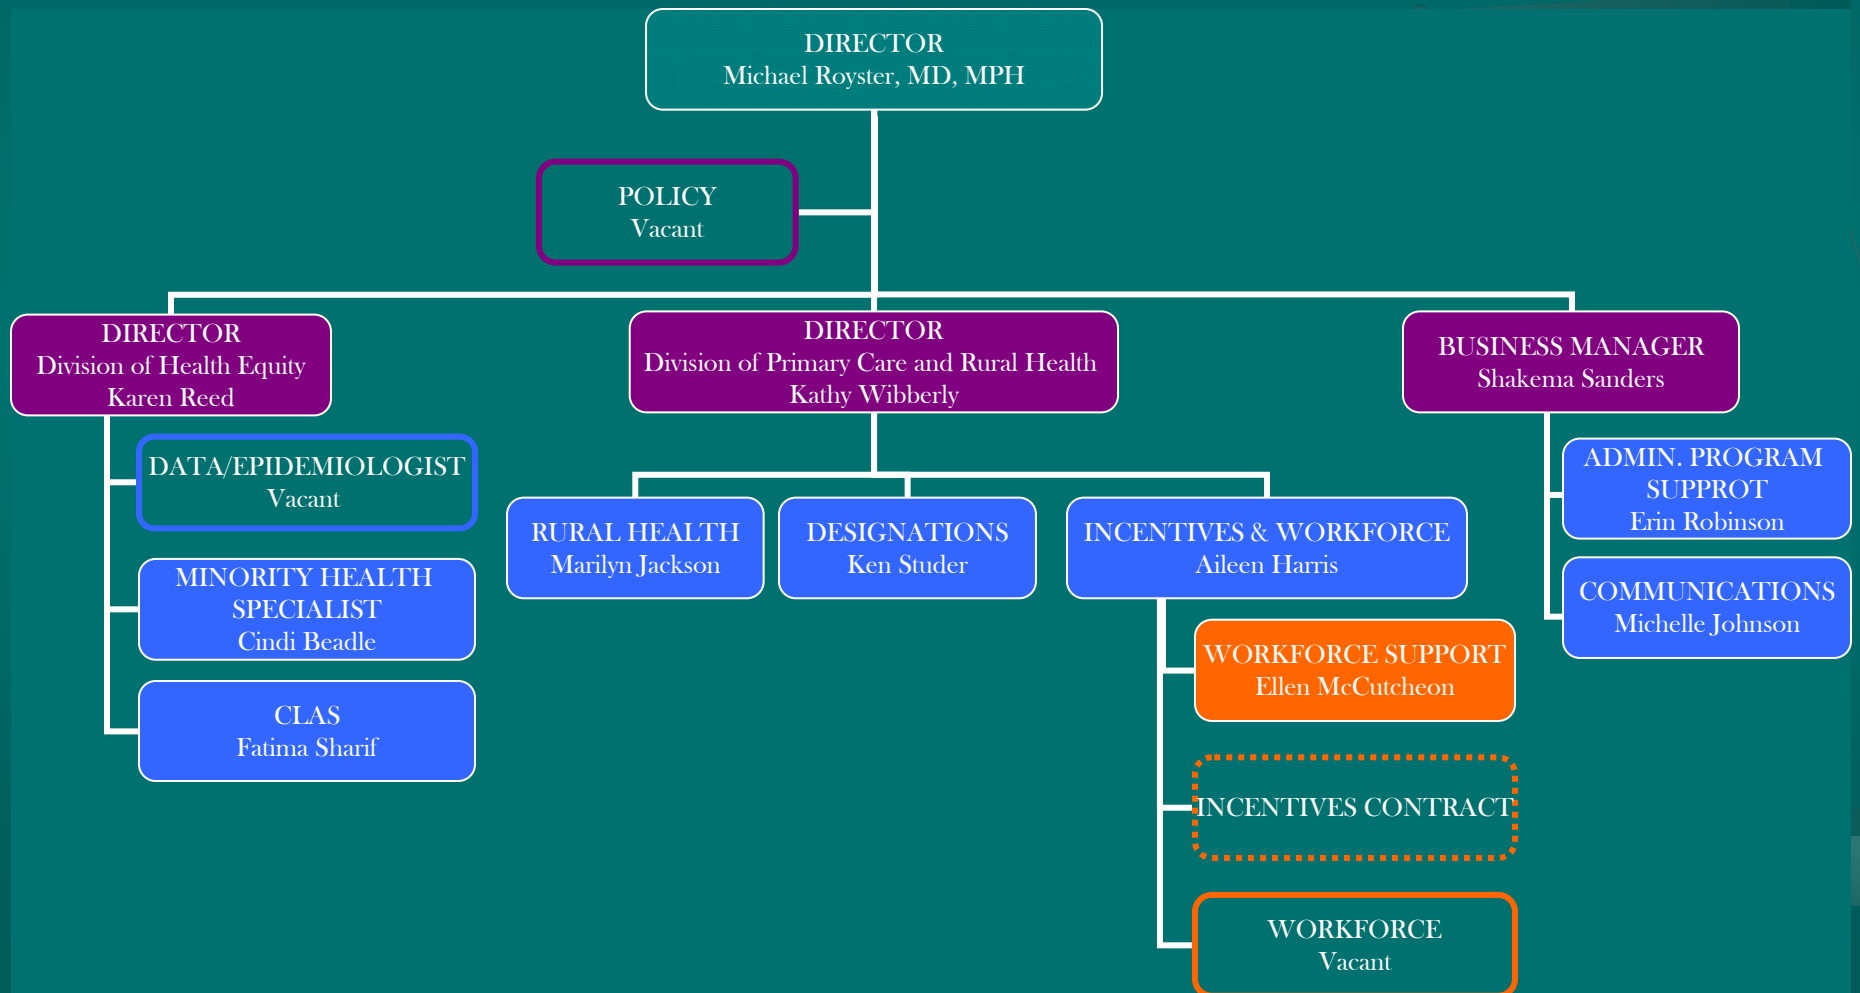 DIRECTOR
Michael Royster, MD, MPH
POLICY
Vacant
DIRECTOR
Division of Health Equity
Karen Reed
DIRECTOR
Division of Primary Care and Rural Health
Kathy Wibberly
BUSINESS MANAGER
Shakema Sanders
DATA/EPIDEMIOLOGIST
Vacant
MINORITY HEALTH
SPECIALIST
Cindi Beadle
CLAS
Fatima Sharif
RURAL HEALTH
Marilyn Jackson
DESIGNATIONS
Ken Studer
INCENTIVES & WORKFORCE
Aileen Harris
WORKFORCE SUPPORT
Ellen McCutcheon
INCENTIVES CONTRACT
WORKFORCE
Vacant
ADMIN. PROGRAM
SUPPROT
Erin Robinson
COMMUNICATIONS
Michelle Johnson